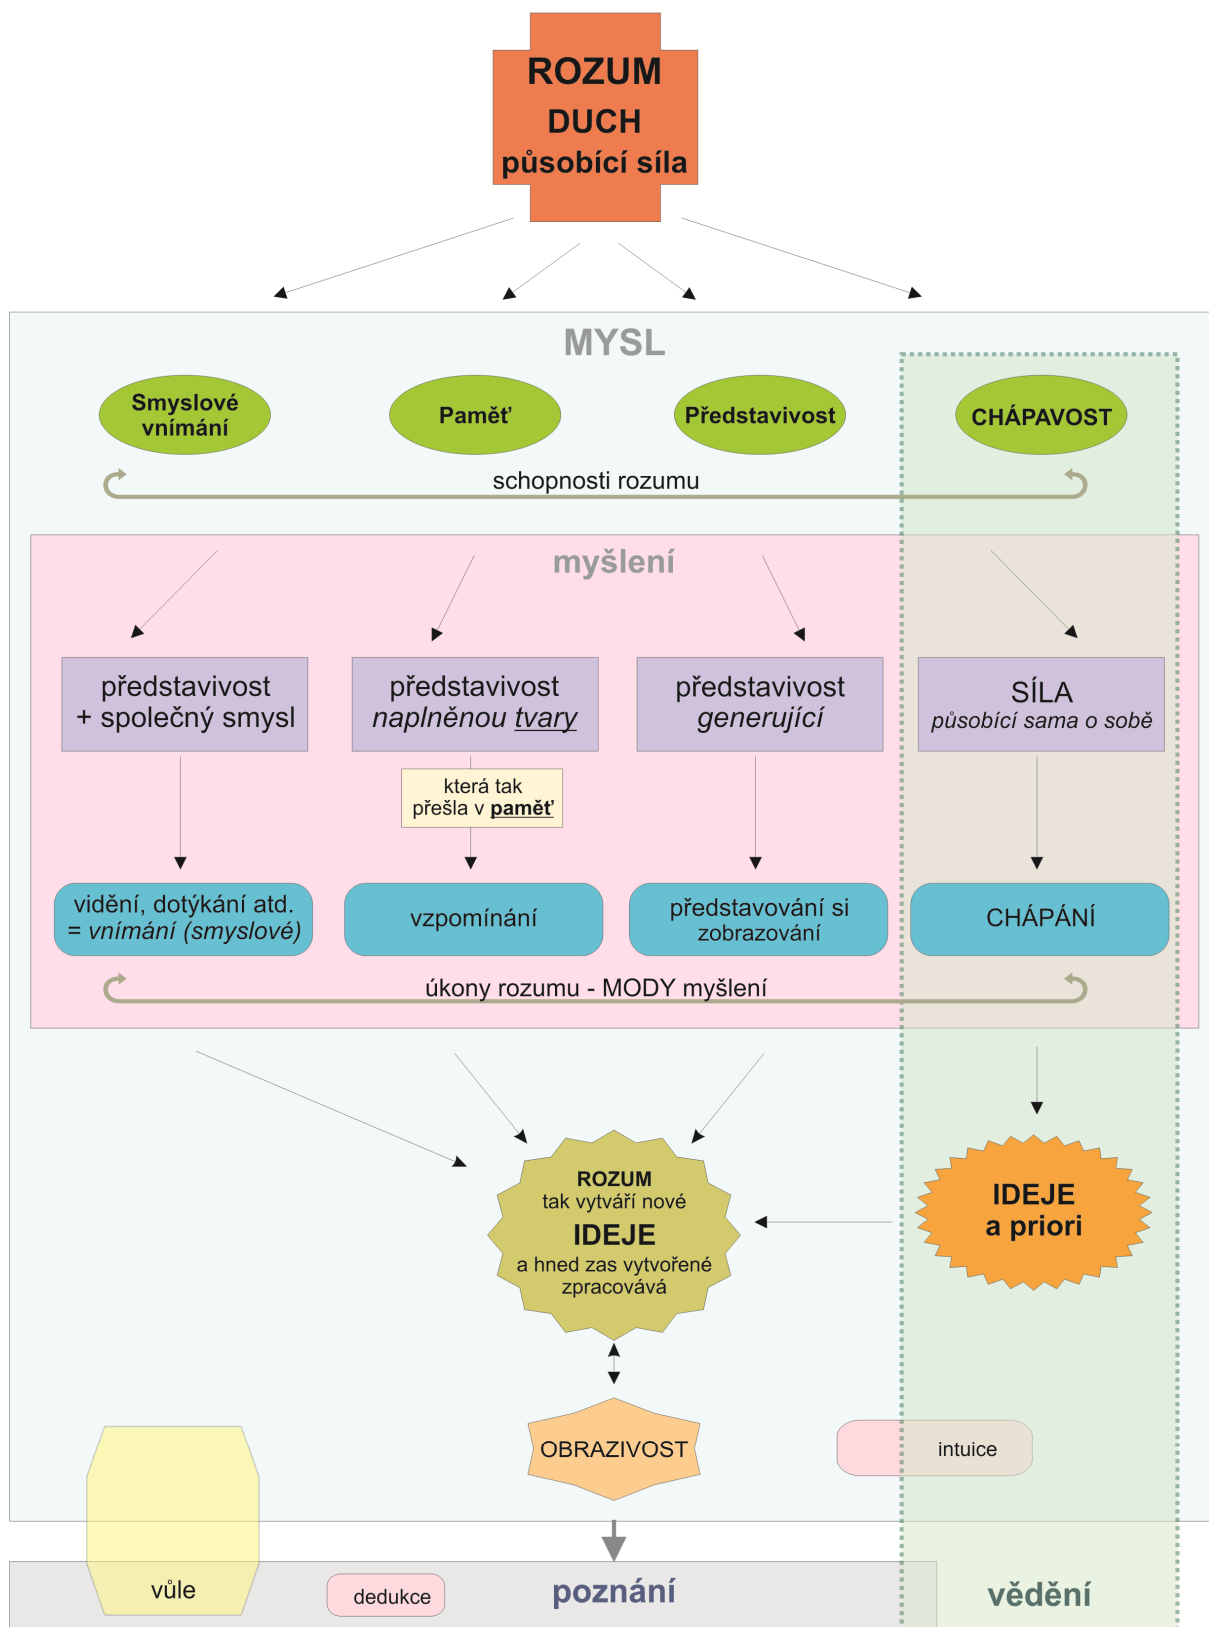 ROZUM
DUCH
působící síla
MYSL
Smyslové
vnímání
Paměť
Představivost
CHÁPAVOST
schopnosti rozumu
myšlení
představivost
+ společný smysl
představivost
naplněnou tvary
představivost
generující
SÍLA
působící sama o sobě
která tak
přešla v paměť
vidění, dotýkání atd.
= vnímání (smyslové)
vzpomínání
představování si
zobrazování
CHÁPÁNÍ
úkony rozumu - MODY myšlení
ROZUM
tak vytváří nové
IDEJE
a hned zas vytvořené
zpracovává
IDEJE
a priori
OBRAZIVOST
intuice
vůle
dedukce
poznání
vědění